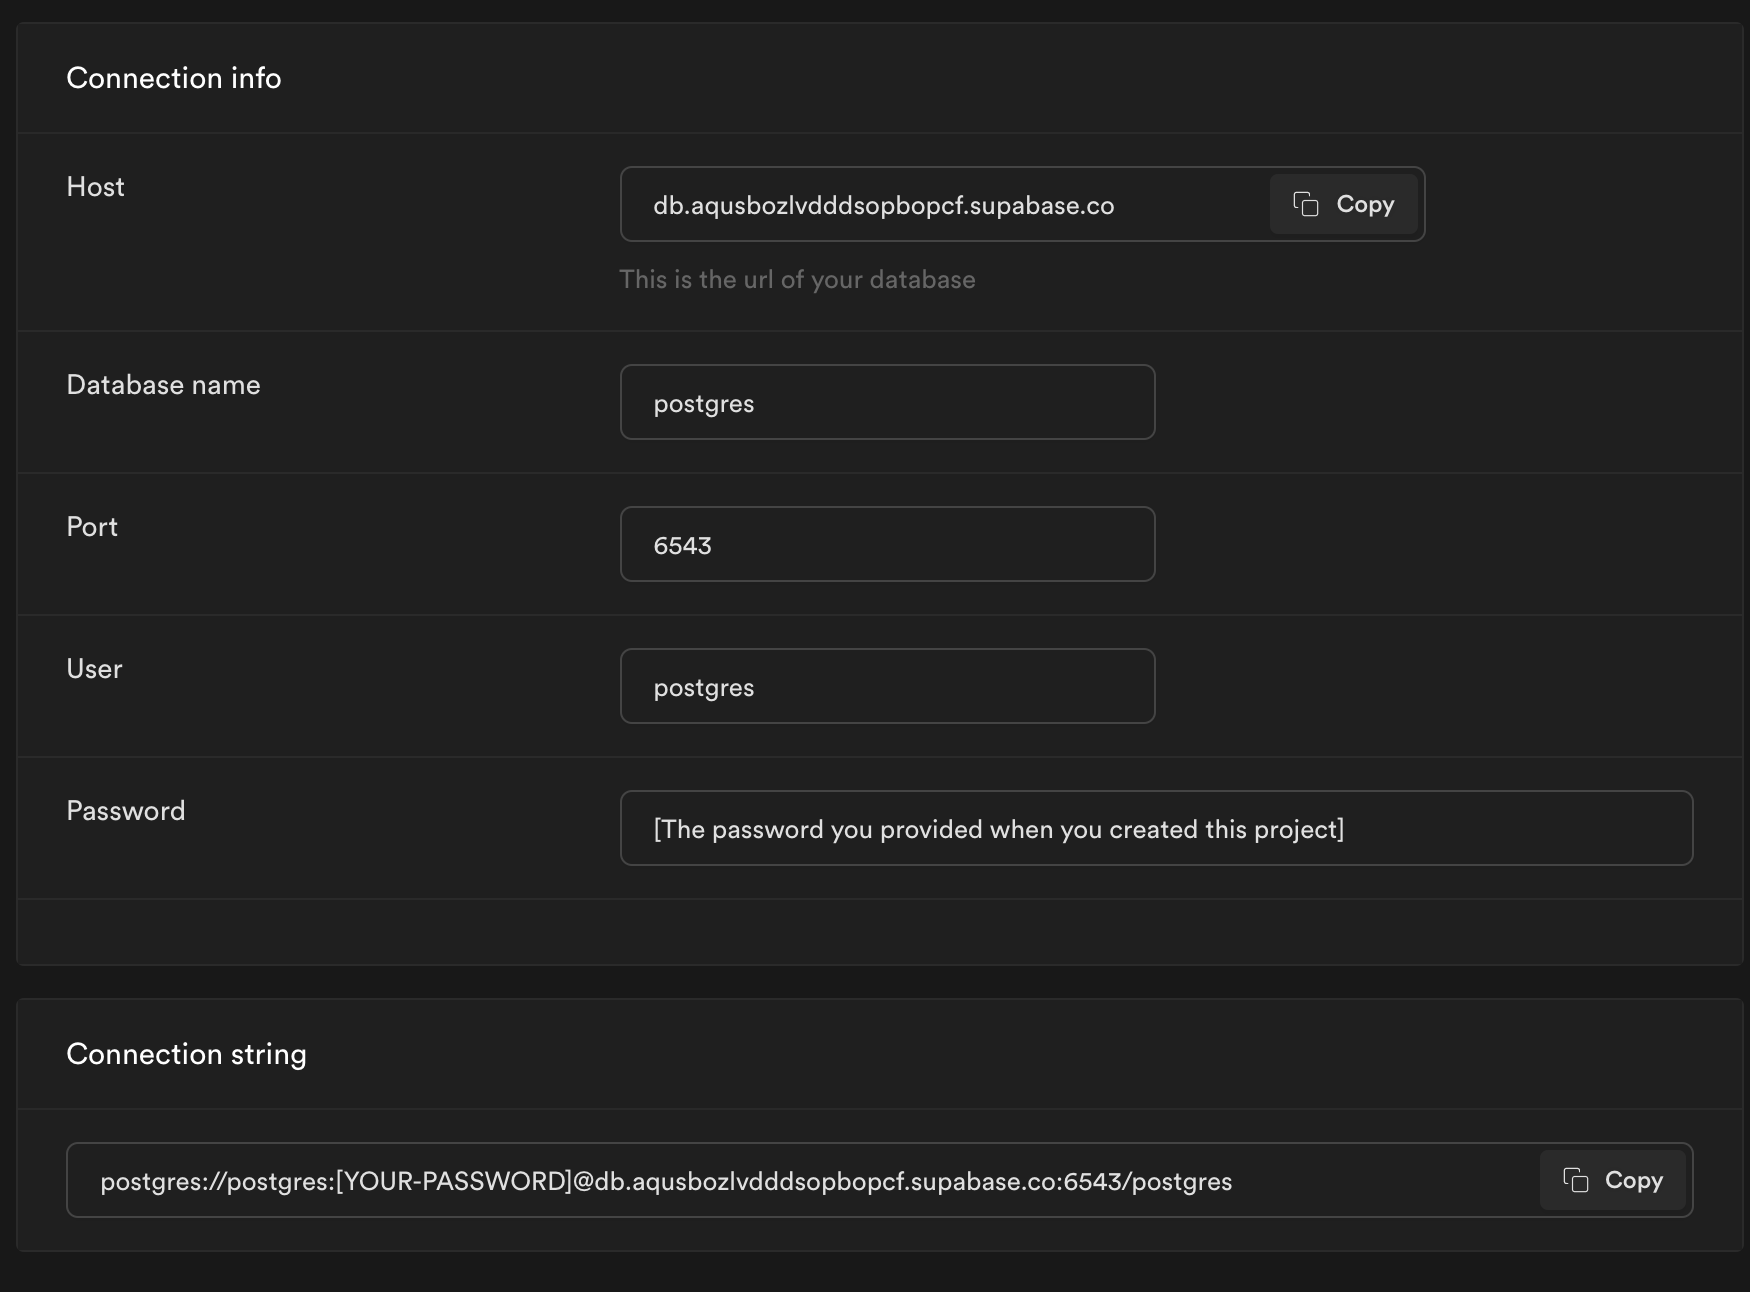 Connection info
Host
db.aqusbozlvdddsopbopcf.supabase.co
Copy
This is the url of your database
Database name
postgres
Port
6543
User
postgres
Password
[The password you provided when you created this project]
Connection string
postgres://postgres:[YOUR-PASSWORD]@db.aqusbozlvdddsopbopcf.supabase.co:6543/postgres
Copy